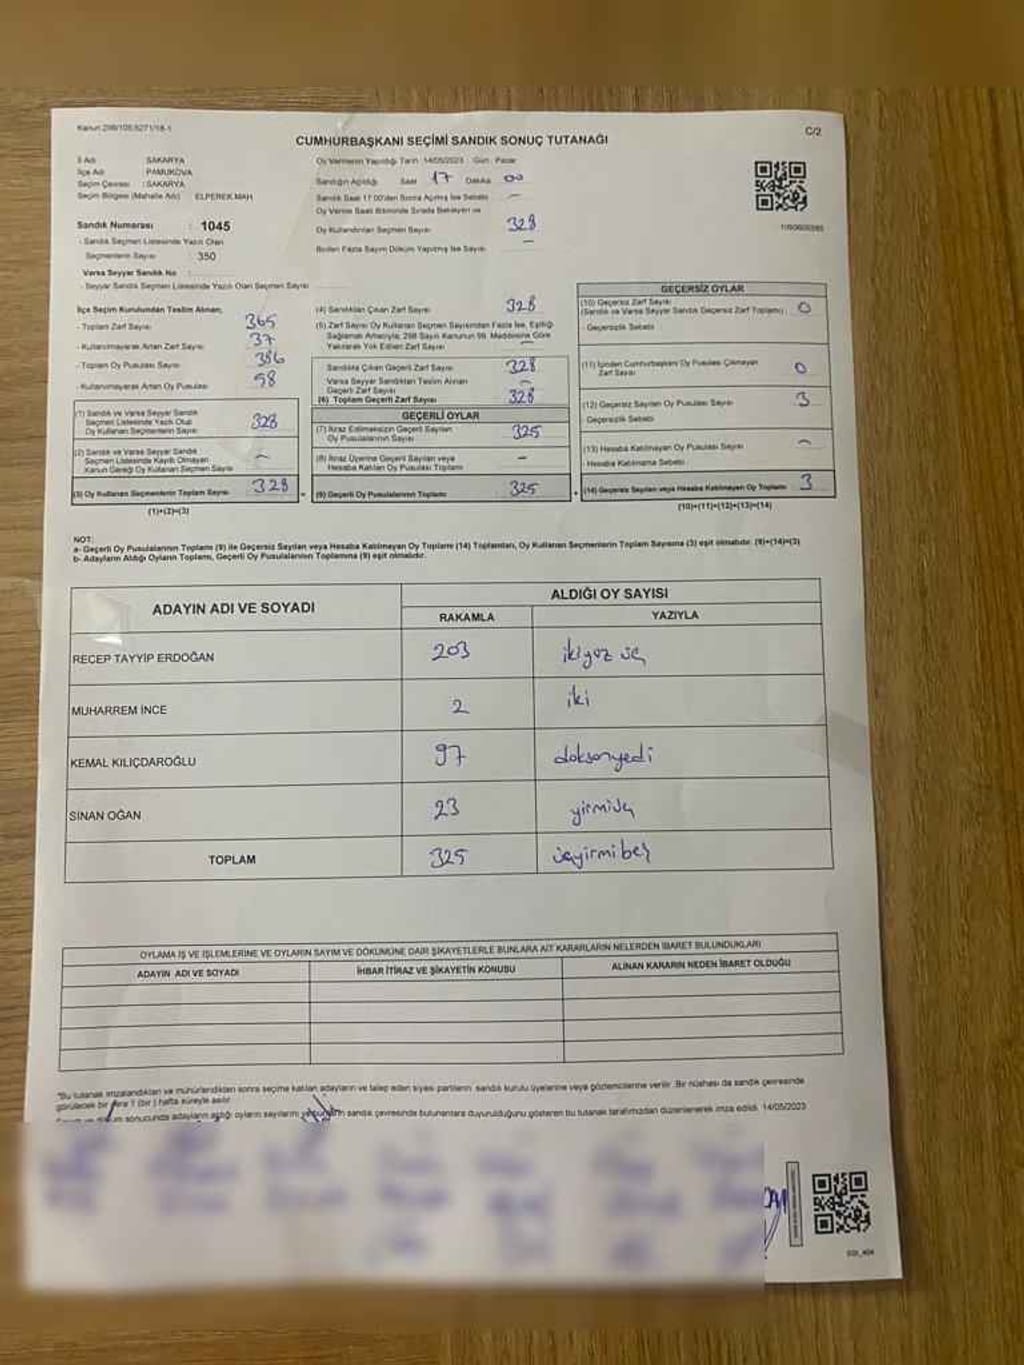 Kanun:298/105;6271/18-1
C/2
CUMHURBAŞKANI SEÇİMİ SANDIK SONUÇ TUTANAĞI
İl Adı : SAKARYA
İlçe Adı : PAMUKOVA
Seçim Çevresi : SAKARYA
Seçim Bölgesi (Mahalle Adı) : ELPEREK MAH.
Sandık Numarası : 1045
- Sandık Seçmen Listesinde Yazılı Olan
Seçmenlerin Sayısı : 350
Varsa Seyyar Sandık No :
- Seyyar Sandık Seçmen Listesinde Yazılı Olan Seçmen Sayısı :
Oy Vermenin Yapıldığı Tarih : 14/05/2023 Gün : Pazar
Sandığın Açıldığı Saat 17 Dakika 00
Sandık Saat 17:00'den Sonra Açılmış İse Sebebi : -
Oy Verme Saati Bitiminde Sırada Bekleyen ve
Oy Kullandırılan Seçmen Sayısı : 328
Birden Fazla Sayım Döküm Yapılmış İse Sayısı : -
İlçe Seçim Kurulundan Teslim Alınan;
- Toplam Zarf Sayısı : 365
- Kullanılmayarak Artan Zarf Sayısı : 37
- Toplam Oy Pusulası Sayısı : 386
- Kullanılmayarak Artan Oy Pusulası : 58
(1) Sandık ve Varsa Seyyar Sandık
Seçmen Listesinde Yazılı Olup
Oy Kullanan Seçmenlerin Sayısı : 328
(2) Sandık ve Varsa Seyyar Sandık
Seçmen Listesinde Kayıtlı Olmayan
Kanun Gereği Oy Kullanan Seçmen Sayısı : -
(3) Oy Kullanan Seçmenlerin Toplam Sayısı : 328
(1)+(2)=(3)
(4) Sandıktan Çıkan Zarf Sayısı : 328
(5) Zarf Sayısı Oy Kullanan Seçmen Sayısından Fazla İse, Eşitliği
Sağlamak Amacıyla, 298 Sayılı Kanunun 98. Maddesine Göre
Yakılarak Yok Edilen Zarf Sayısı : -
Sandıkta Çıkan Geçerli Zarf Sayısı : 328
Varsa Seyyar Sandıktan Teslim Alınan
Geçerli Zarf Sayısı : -
(6) Toplam Geçerli Zarf Sayısı : 328
GEÇERLİ OYLAR
(7) İtiraz Edilmeksizin Geçerli Sayılan
Oy Pusulalarının Sayısı : 325
(8) İtiraz Üzerine Geçerli Sayılan veya
Hesaba Katılan Oy Pusulası Toplamı : -
(9) Geçerli Oy Pusulalarının Toplamı : 325
GEÇERSİZ OYLAR
(10) Geçersiz Zarf Sayısı : 0
(Sandık ve Varsa Seyyar Sandık Geçersiz Zarf Toplamı)
- Geçersizlik Sebebi :
(11) İçinden Cumhurbaşkanı Oy Pusulası Çıkmayan
Zarf Sayısı : 0
(12) Geçersiz Sayılan Oy Pusulası Sayısı : 3
- Geçersizlik Sebebi :
(13) Hesaba Katılmayan Oy Pusulası Sayısı : -
- Hesaba Katılmama Sebebi :
(14) Geçersiz Sayılan veya Hesaba Katılmayan Oy Toplamı : 3
(10)+(11)+(12)+(13)=(14)
NOT:
a- Geçerli Oy Pusulalarının Toplamı (9) ile Geçersiz Sayılan veya Hesaba Katılmayan Oy Toplamı (14) Toplamları, Oy Kullanan Seçmenlerin Toplam Sayısına (3) eşit olmalıdır. (9)+(14)=(3)
b- Adayların Aldığı Oyların Toplamı, Geçerli Oy Pusulalarının Toplamına (9) eşit olmalıdır.
ADAYIN ADI VE SOYADI
ALDIĞI OY SAYISI
RAKAMLA YAZIYLA
RECEP TAYYİP ERDOĞAN 203 ikiyüz üç
MUHARREM İNCE 2 iki
KEMAL KILIÇDAROĞLU 97 doksanyedi
SİNAN OĞAN 23 yirmiüç
TOPLAM 325 üçyirmibeş
OYLAMA İŞ VE İŞLEMLERİNE VE OYLARIN SAYIM VE DÖKÜMÜNE DAİR ŞİKAYETLERLE BUNLARA AİT KARARLARIN NELERDEN İBARET BULUNDUKLARI
ADAYIN ADI VE SOYADI İHBAR İTİRAZ VE ŞİKAYETİN KONUSU ALINAN KARARIN NEDEN İBARET OLDUĞU
*Bu tutanak imzalandıktan ve mühürlendikten sonra seçime katılan adayların ve talep eden siyasi partilerin sandık kurulu üyelerine veya gözlemcilerine verilir. Bir nüshası da sandık çevresinde
görülecek bir yere 1 (bir) hafta süreyle asılır.
döküm sonucunda adayların aldığı oyların sayılarını sandık çevresinde bulunanlara duyurulduğunu gösteren bu tutanak tarafımızdan düzenlenerek imza edildi. 14/05/2023